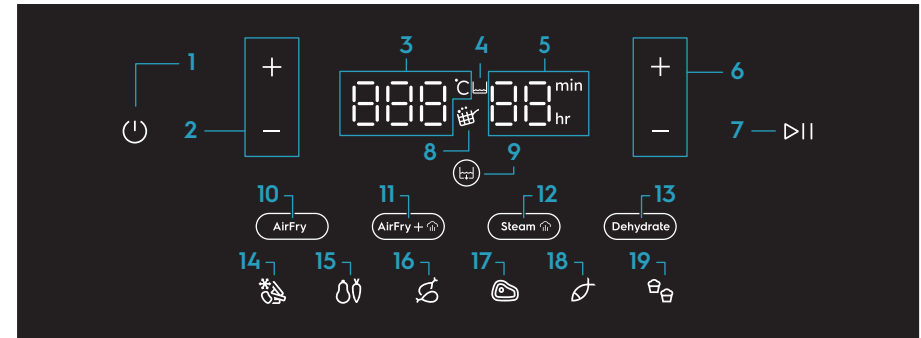 3 4 5
1 + 888 °C 88 min hr + 6
2 − − 7
8 9
10 11 12 13
AirFry AirFry + Steam Dehydrate
14 15 16 17 18 19